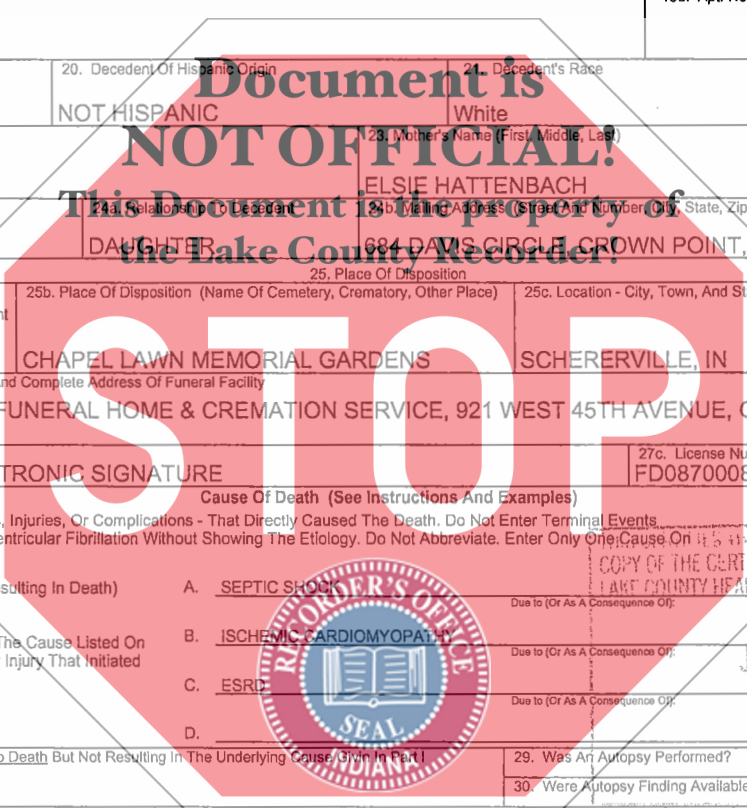 20. Decedent Of Hispanic Origin
21. Decedent's Race
Document is
NOT HISPANIC
White
NOT OFFICIAL!
23. Mother's Name (First, Middle, Last)
ELSIE HATTENBACH
This Document is the property of
24a. Relationship To Decedent
24b. Mailing Address (Street And Number, City, State, Zip
DAUGHTER
684 DAVIS CIRCLE, CROWN POINT,
the Lake County Recorder!
25. Place Of Disposition
25b. Place Of Disposition (Name Of Cemetery, Crematory, Other Place)
25c. Location - City, Town, And St
STOP
CHAPEL LAWN MEMORIAL GARDENS
SCHERERVILLE, IN
nd Complete Address Of Funeral Facility
FUNERAL HOME & CREMATION SERVICE, 921 WEST 45TH AVENUE,
27c. License Nu
TRONIC SIGNATURE
FD0870008
Cause Of Death (See Instructions And Examples)
, Injuries, Or Complications - That Directly Caused The Death. Do Not Enter Terminal Events
entricular Fibrillation Without Showing The Etiology. Do Not Abbreviate. Enter Only One Cause On
COPY OF THE CERT
LAKE COUNTY HEA
sulting In Death)
A. SEPTIC SHOCK
Due to (Or As A Consequence Of):
The Cause Listed On
B. ISCHEMIC CARDIOMYOPATHY
Due to (Or As A Consequence Of):
Injury That Initiated
C. ESRD
Due to (Or As A Consequence Of):
D.
RECORDER'S OFFICE
SEAL
INDIANA
o Death But Not Resulting In The Underlying Cause Givin In Part I
29. Was An Autopsy Performed?
30. Were Autopsy Finding Available